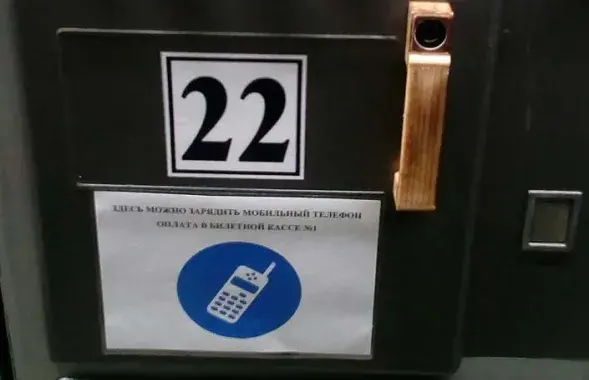 22
ЗДЕСЬ МОЖНО ЗАРЯДИТЬ МОБИЛЬНЫЙ ТЕЛЕФОН
ОПЛАТА В БИЛЕТНОЙ КАССЕ №1